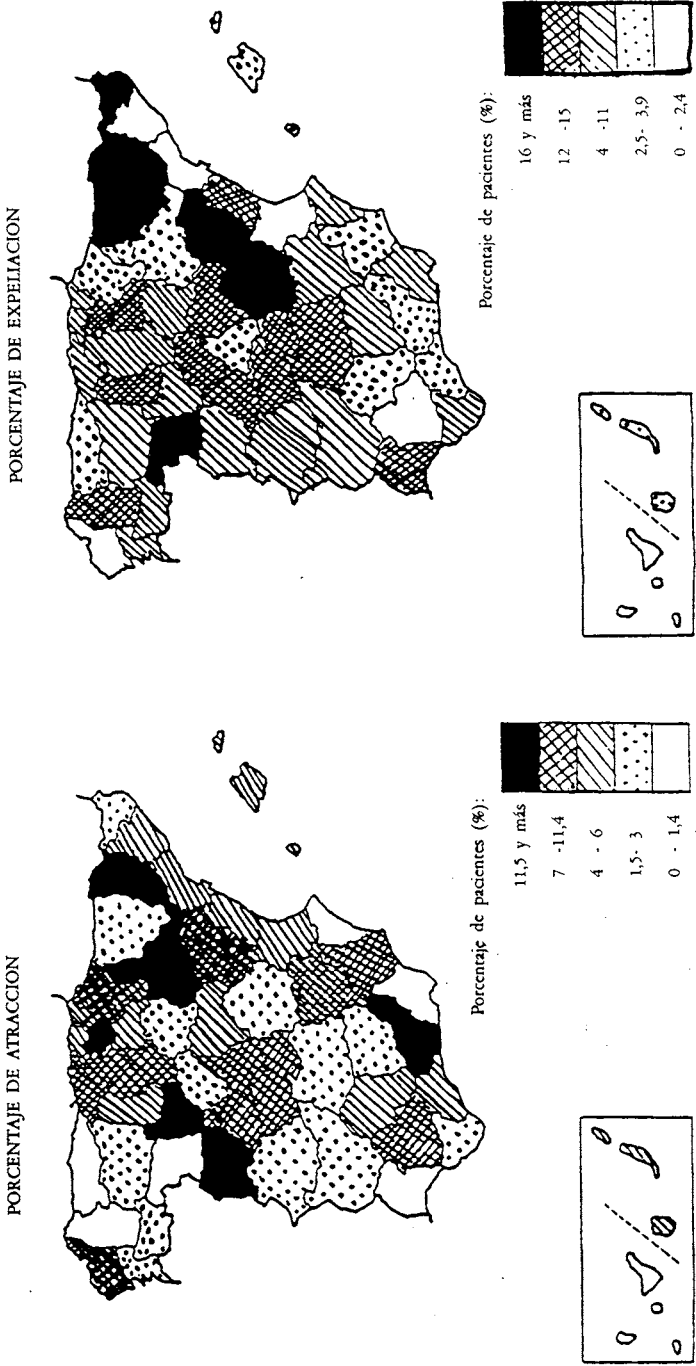 PORCENTAJE DE ATRACCION
Porcentaje de pacientes (%):
11,5 y más
7 -11,4
4 - 6
1,5- 3
0 - 1,4
PORCENTAJE DE EXPELIACION
Porcentaje de pacientes (%):
16 y más
12 -15
4 -11
2,5- 3,9
0 - 2,4